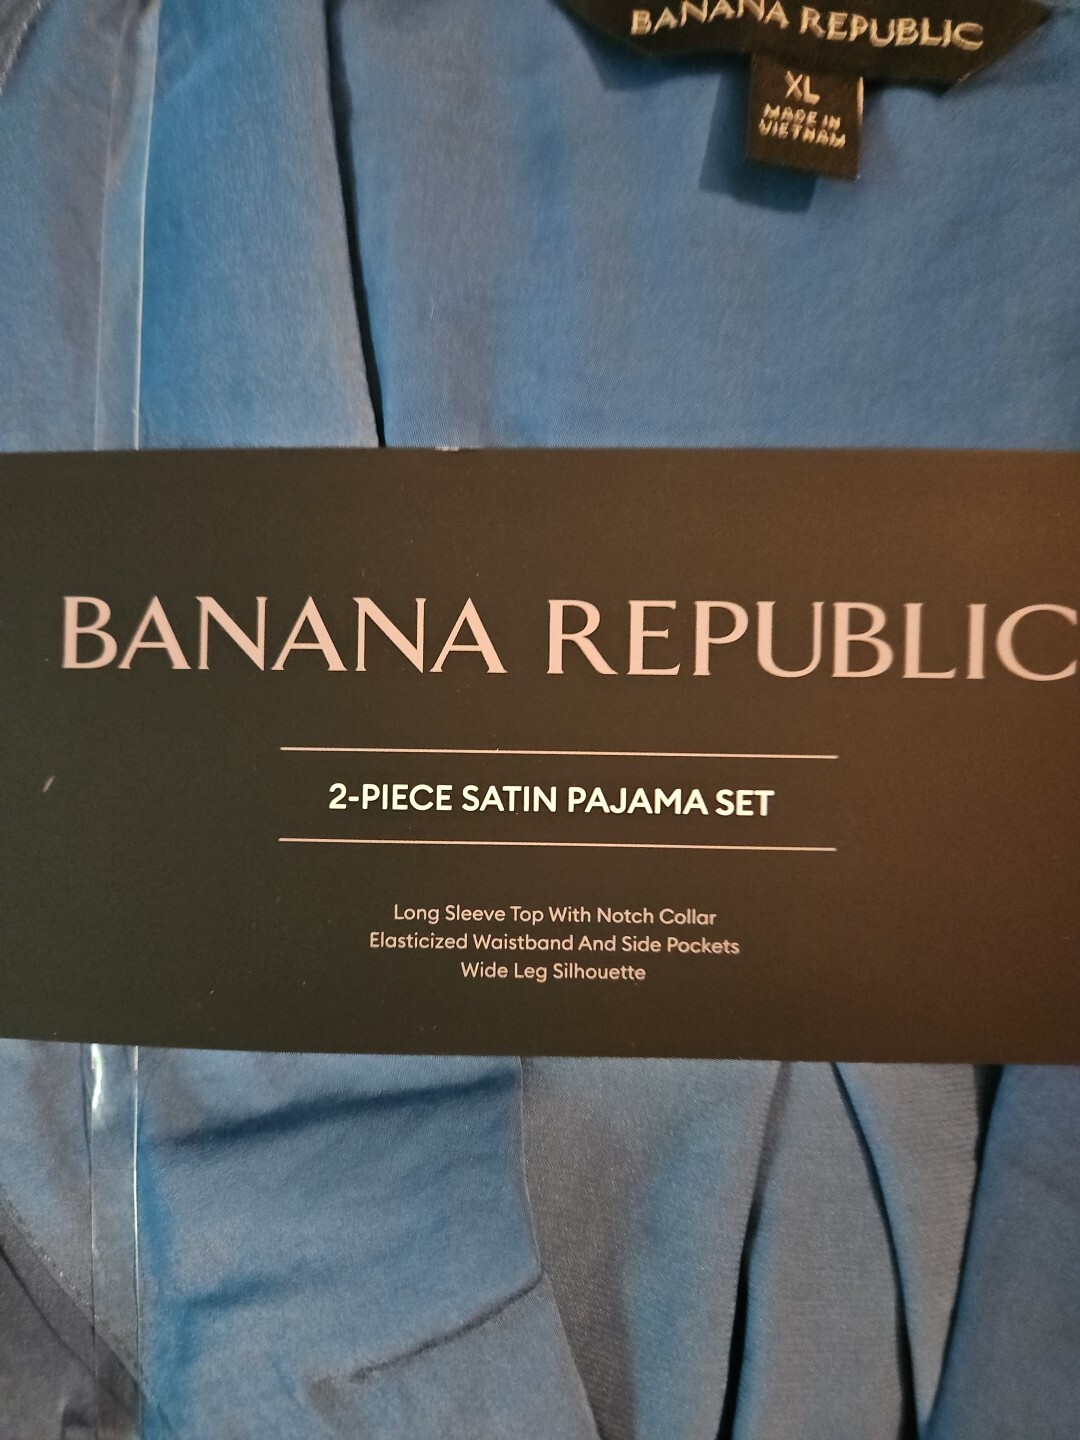 BANANA REPUBLIC
XL
MADE IN
VIETNAM
BANANA REPUBLIC
2-PIECE SATIN PAJAMA SET
Long Sleeve Top With Notch Collar
Elasticized Waistband And Side Pockets
Wide Leg Silhouette